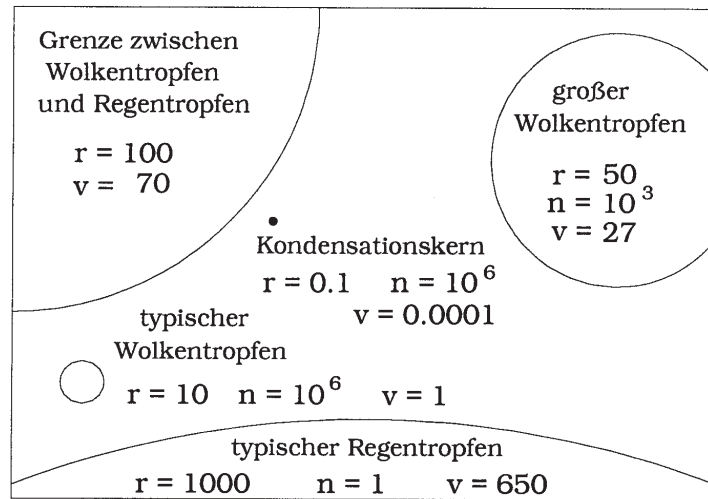 Grenze zwischen
Wolkentropfen
und Regentropfen
r = 100
v = 70
großer
Wolkentropfen
r = 50
n = 10³
v = 27
Kondensationskern
r = 0.1 n = 10⁶
v = 0.0001
typischer
Wolkentropfen
r = 10 n = 10⁶ v = 1
typischer Regentropfen
r = 1000 n = 1 v = 650